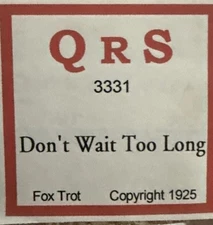 QRS
3331
Don't Wait Too Long
Fox Trot Copyright 1925